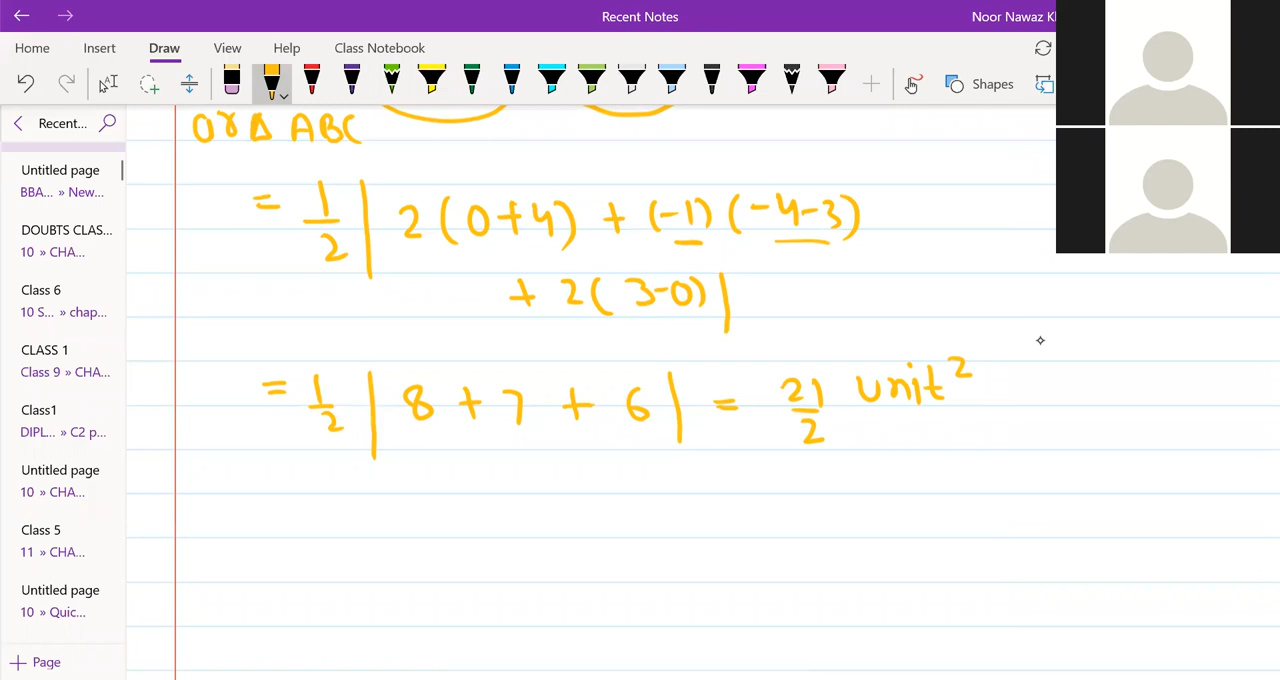 Recent Notes
Noor Nawaz Kh
Home Insert Draw View Help Class Notebook
Shapes
Recent...
Untitled page
BBA... » New...
DOUBTS CLAS...
10 » CHA...
Class 6
10 S... » chap...
CLASS 1
Class 9 » CHA...
Class1
DIPL... » C2 p...
Untitled page
10 » CHA...
Class 5
11 » CHA...
Untitled page
10 » Quic...
+ Page
Or Δ ABC
= 1/2 | 2(0+4) + (-1)(-4-3)
+ 2(3-0)|
= 1/2 | 8 + 7 + 6 | = 21/2 unit²